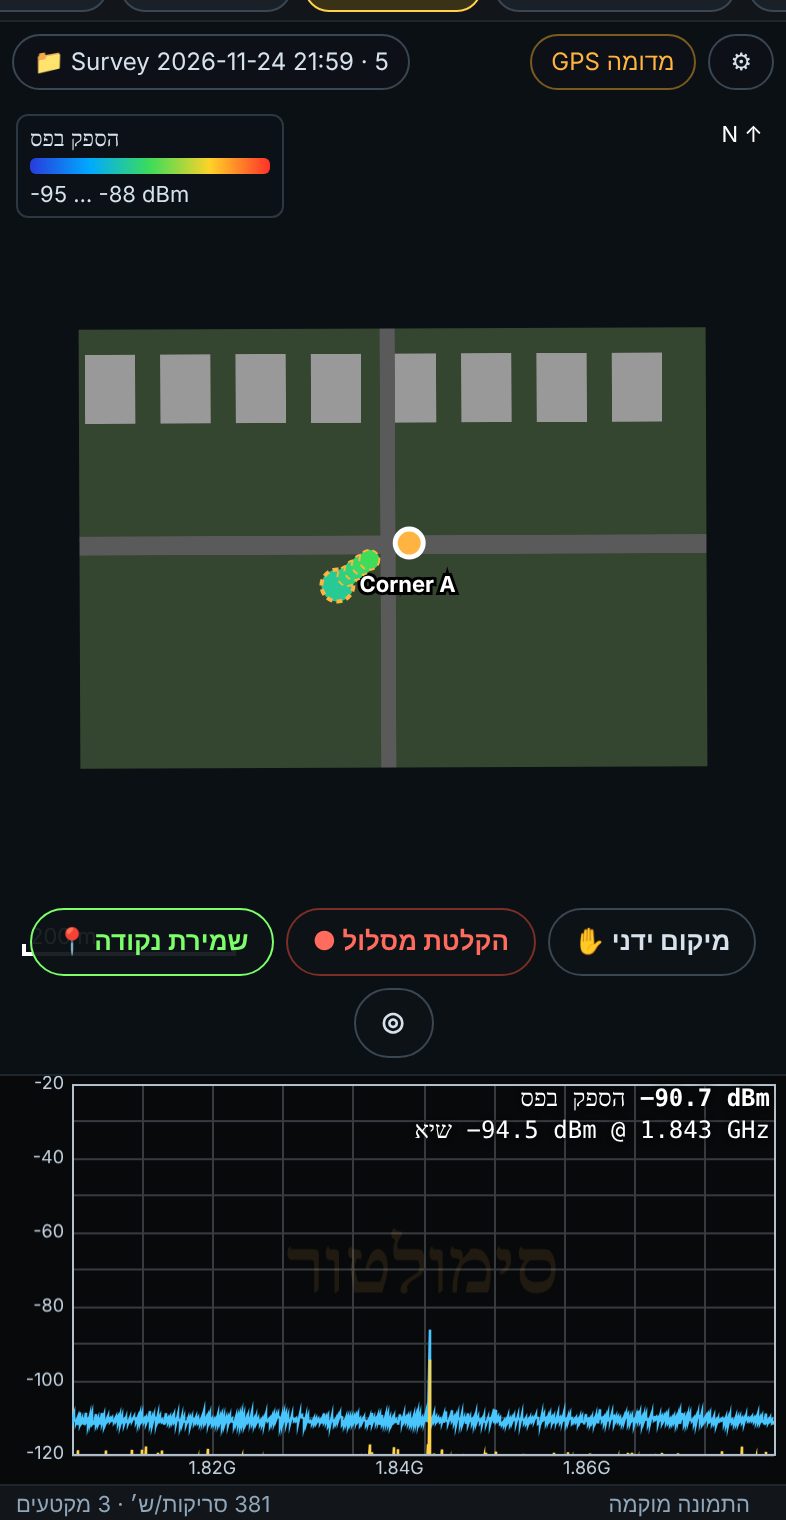 📁 Survey 2026-11-24 21:59 · 5
GPS מדומה
⚙
הספק בפס
-95 … -88 dBm
N ↑
Corner A
שמירת נקודה 📍
הקלטת מסלול
מיקום ידני ✋
200 m
הספק בפס −90.7 dBm
שיא −94.5 dBm @ 1.843 GHz
סימולטור
-20
-40
-60
-80
-100
-120
1.82G 1.84G 1.86G
381 סריקות/ש׳ · 3 מקטעים
התמונה מוקמה